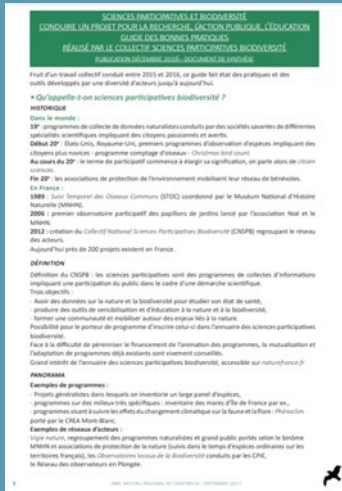 SCIENCES PARTICIPATIVES ET BIODIVERSITÉ
CONDUIRE UN PROJET POUR LA RECHERCHE, L'ACTION PUBLIQUE, L'ÉDUCATION
GUIDE DES BONNES PRATIQUES
RÉALISÉ PAR LE COLLECTIF SCIENCES PARTICIPATIVES BIODIVERSITÉ
PUBLICATION DÉCEMBRE 2016 - DOCUMENT DE SYNTHÈSE
Fruit d'un travail collectif conduit entre 2015 et 2016, ce guide fait état des pratiques et des
outils développés par une diversité d'acteurs jusqu'à aujourd'hui.
• Qu'appelle-t-on sciences participatives biodiversité ?
HISTORIQUE
Dans le monde :
19° : programmes de collecte de données naturalistes conduits par des sociétés savantes de différentes
spécialités scientifiques impliquant des citoyens passionnés et avertis.
Début 20° : États-Unis, Royaume-Uni, premiers programmes d'observation d'espèces impliquant des
citoyens plus novices - programme comptage d'oiseaux - Christmas bird count.
Au cours du 20° : le terme de participatif commence à élargir sa signification, on parle alors de citizen
sciences.
Fin 20° : les associations de protection de l'environnement mobilisent leur réseau de bénévoles.
En France :
1989 : Suivi Temporel des Oiseaux Communs (STOC) coordonné par le Muséum National d'Histoire
Naturelle (MNHN).
2006 : premier observatoire participatif des papillons de jardins lancé par l'association Noé et le
MNHN.
2012 : création du Collectif National Sciences Participatives Biodiversité (CNSPB) regroupant le réseau
des acteurs.
Aujourd'hui près de 200 projets existent en France.
DÉFINITION
Définition du CNSPB : les sciences participatives sont des programmes de collectes d'informations
impliquant une participation du public dans le cadre d'une démarche scientifique.
Trois objectifs :
- Avoir des données sur la nature et la biodiversité pour étudier son état de santé,
- produire des outils de sensibilisation et d'éducation à la nature et à la biodiversité,
- former une communauté et mobiliser autour des enjeux liés à la nature.
Possibilité pour le porteur de programme d'inscrire celui-ci dans l'annuaire des sciences participatives
biodiversité.
Face à la difficulté de pérenniser le financement de l'animation des programmes, la mutualisation et
l'adaptation de programmes déjà existants sont vivement conseillés.
Grand intérêt de l'annuaire des sciences participatives biodiversité, accessible sur naturefrance.fr
PANORAMA
Exemples de programmes :
- Projets généralistes dans lesquels on inventorie un large panel d'espèces,
- programmes sur des milieux très spécifiques : inventaire des mares d'Île de France par ex.,
- programmes visant à suivre les effets du changement climatique sur la faune et la flore : Phénoclim
porté par le CREA Mont-Blanc.
Exemples de réseaux d'acteurs :
Vigie nature, regroupement des programmes naturalistes et grand public portés selon le binôme
MNHN et associations de protection de la nature (suivis dans le temps d'espèces ordinaires sur les
territoires français), les Observatoires locaux de la Biodiversité conduits par les CPIE,
le Réseau des observateurs en Plongée.
PARC NATUREL RÉGIONAL DE CHARTREUSE - SEPTEMBRE 2017